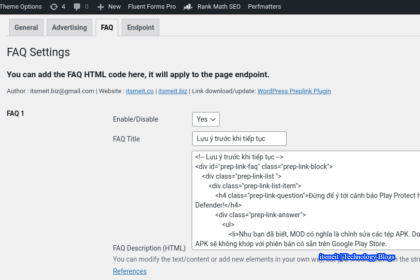 Theme Options 4 0 New Fluent Forms Pro Rank Math SEO Perfmatters
General Advertising FAQ Endpoint
FAQ Settings
You can add the FAQ HTML code here, it will apply to the page endpoint.
Author : itsmeit.biz@gmail.com | Website : itsmeit.co | itsmeit.biz | Link download/update: WordPress Preplink Plugin
FAQ 1
Enable/Disable Yes
FAQ Title Lưu ý trước khi tiếp tục
<!-- Lưu ý trước khi tiếp tục -->
<div id="prep-link-faq" class="prep-link-block">
<div class="prep-link-list ">
<div class="prep-link-list-item">
<h4 class="prep-link-question">Đừng để ý tới cảnh báo Play Protect h
Defender!</h4>
<div class="prep-link-answer">
<ul>
<li>Như bạn đã biết, MOD có nghĩa là chỉnh sửa các tệp APK. Do
APK sẽ không khớp với phiên bản có sẵn trên Google Play Store.
FAQ Description (HTML)
You can modify the text/content or add new elements in your own way
itsmeit | Technology Blogs
References